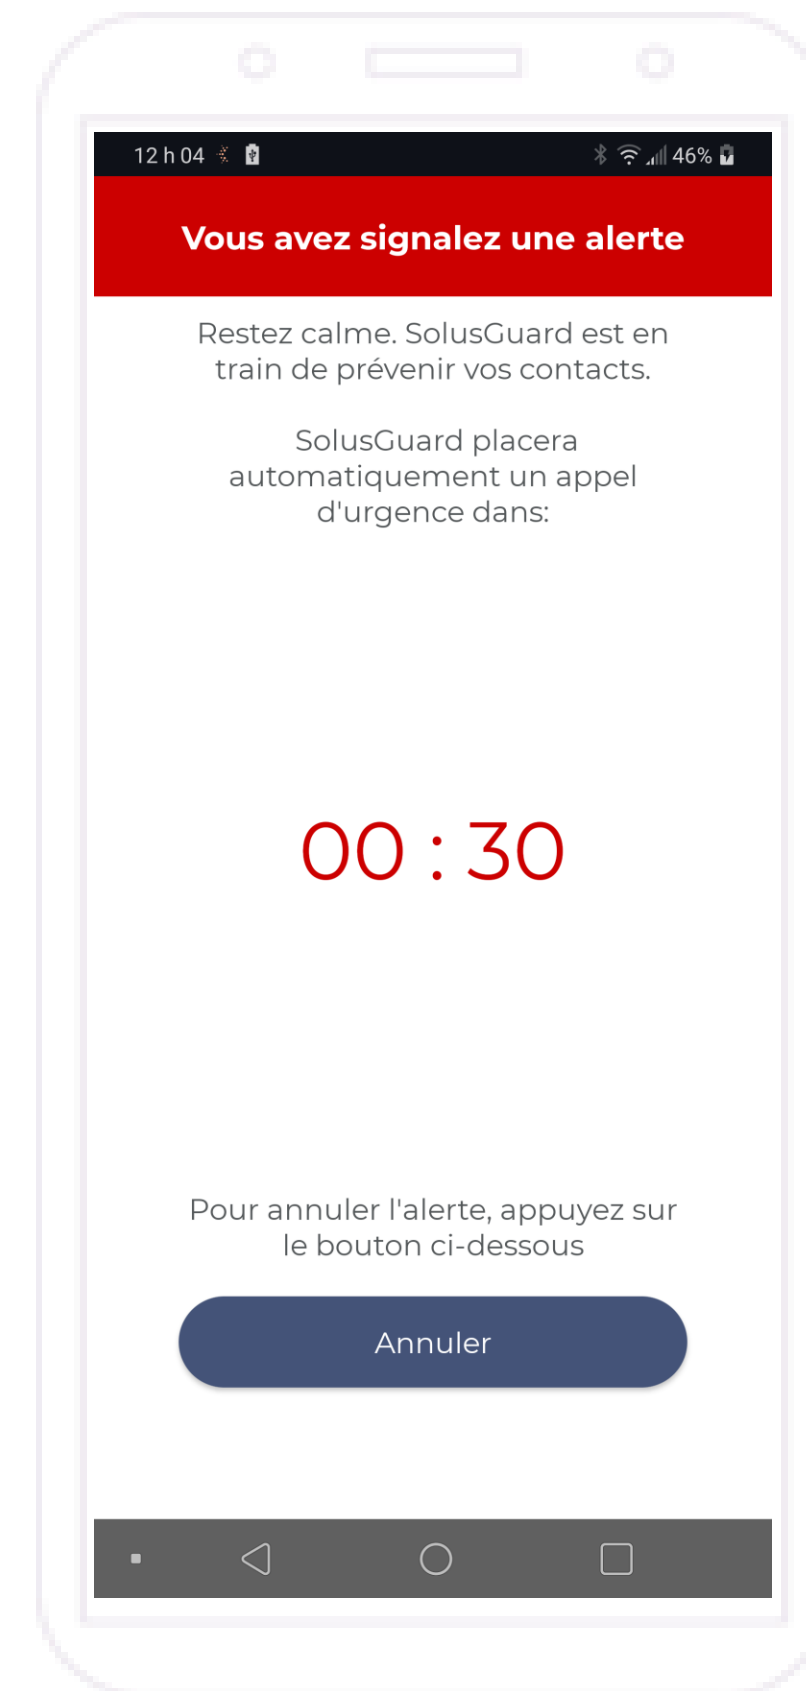 12 h 04
46%
Vous avez signalez une alerte
Restez calme. SolusGuard est en
train de prévenir vos contacts.
SolusGuard placera
automatiquement un appel
d'urgence dans:
00 : 30
Pour annuler l'alerte, appuyez sur
le bouton ci-dessous
Annuler